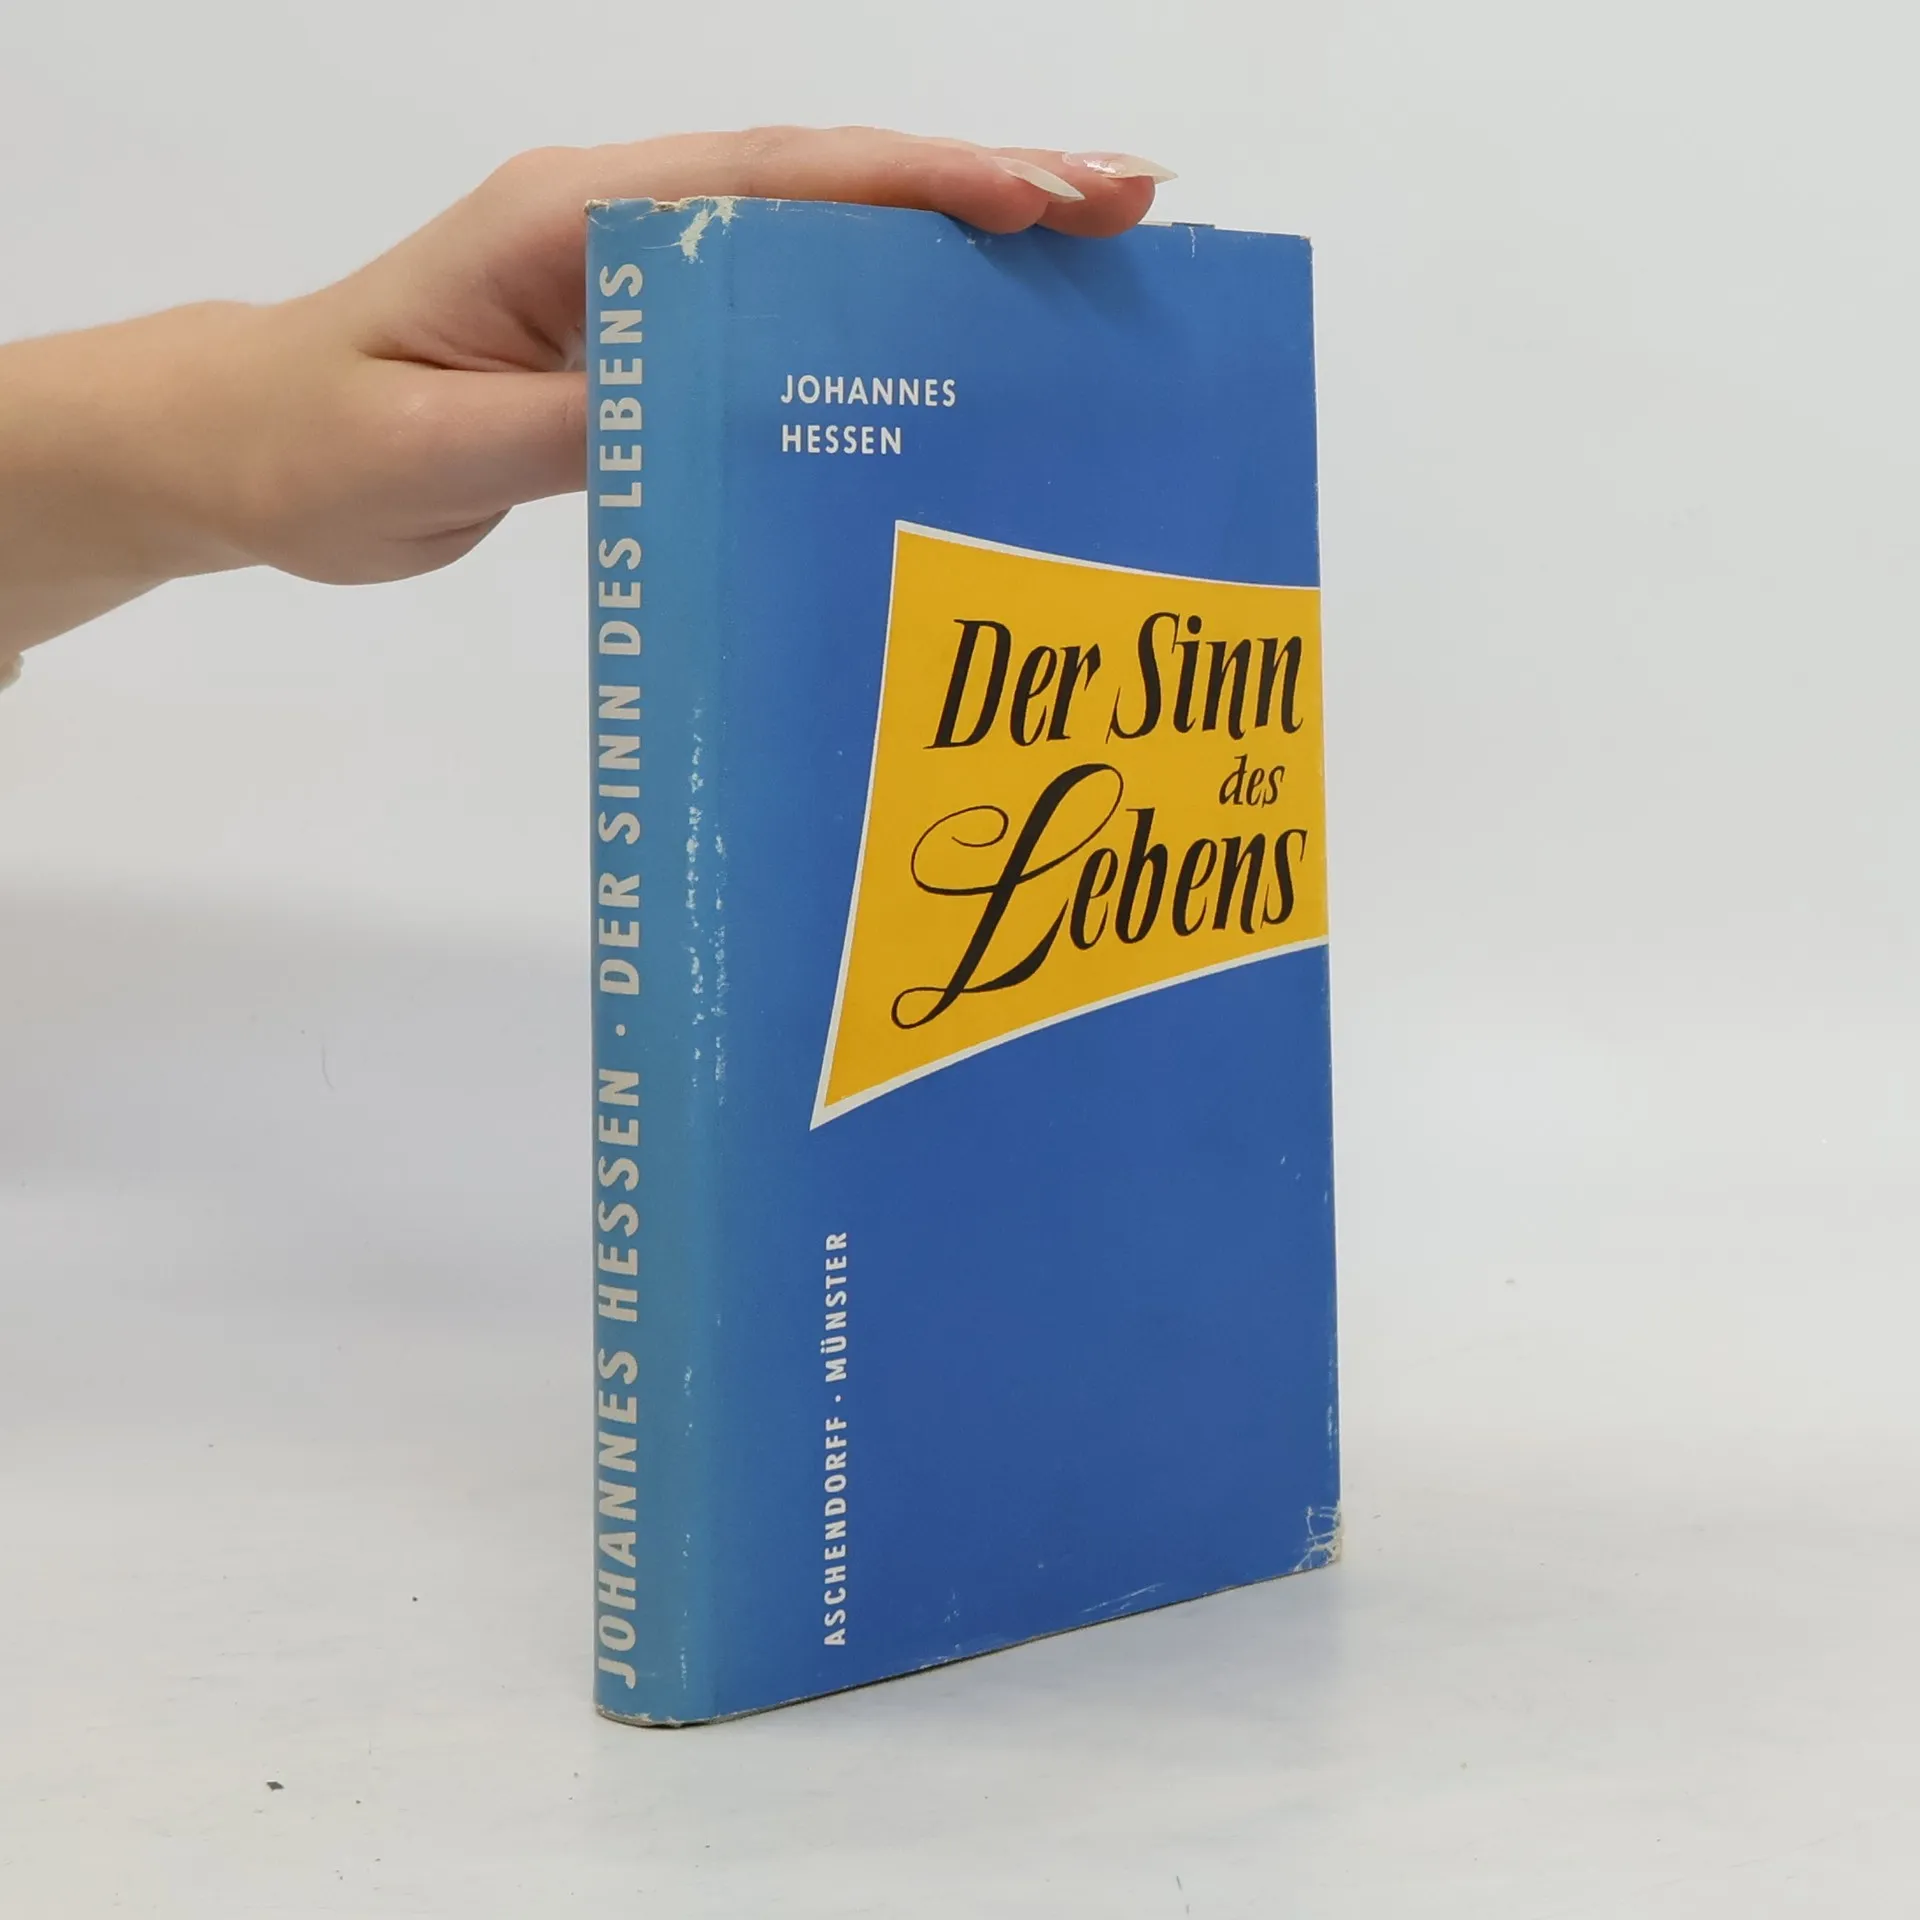 JOHANNES HESSEN · DER SINN DES LEBENS
JOHANNES
HESSEN
Der Sinn
des
Lebens
ASCHENDORFF · MÜNSTER